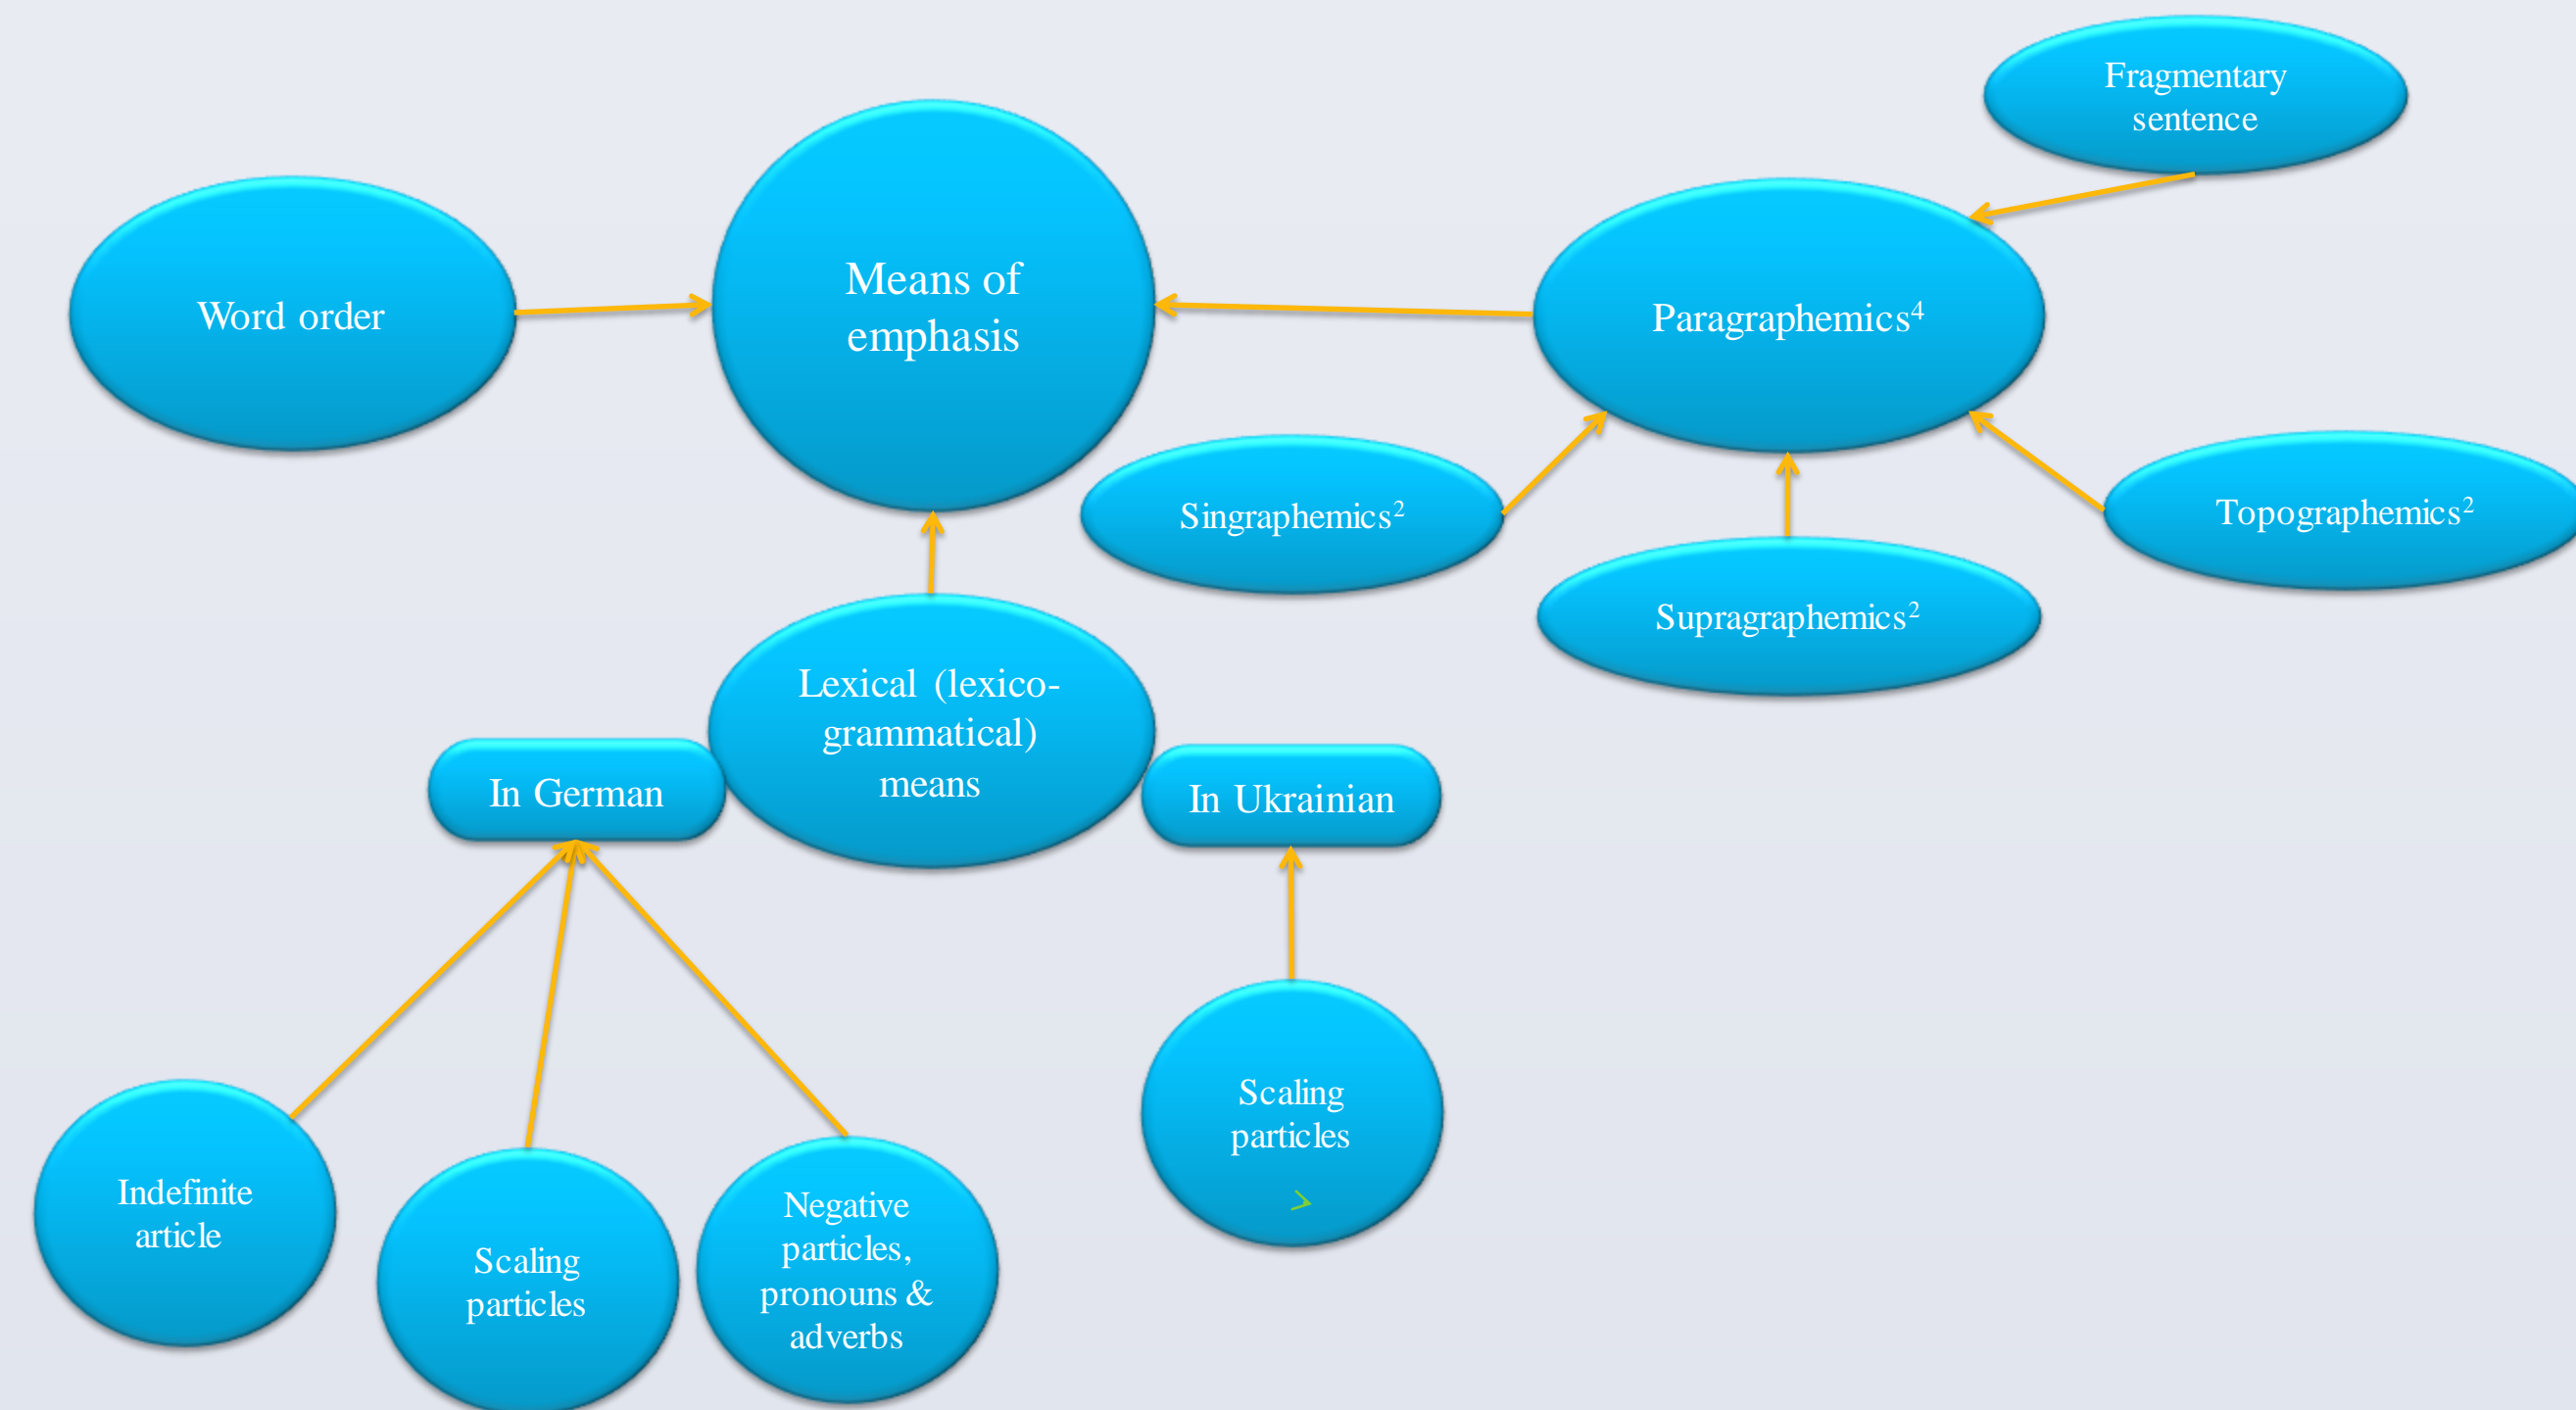 Fragmentary
sentence
Word order
Means of
emphasis
Paragraphemics⁴
Singraphemics²
Supragraphemics²
Topographemics²
Lexical (lexico-
grammatical)
means
In German
In Ukrainian
Indefinite
article
Scaling
particles
Negative
particles,
pronouns &
adverbs
Scaling
particles